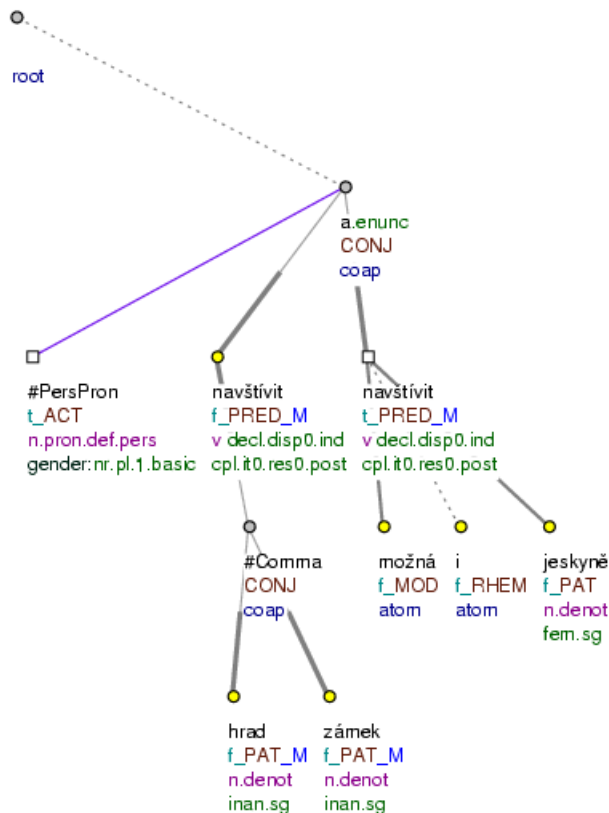 root
a.enunc
CONJ
coap
#PersPron
t_ACT
n.pron.def.pers
gender:nr.pl.1.basic
navštívit
f_PRED_M
v decl.disp0.ind
cpl.it0.res0.post
navštívit
t_PRED_M
v decl.disp0.ind
cpl.it0.res0.post
#Comma
CONJ
coap
možná
f_MOD
atom
i
f_RHEM
atom
jeskyně
f_PAT
n.denot
fem.sg
hrad
f_PAT_M
n.denot
inan.sg
zámek
f_PAT_M
n.denot
inan.sg